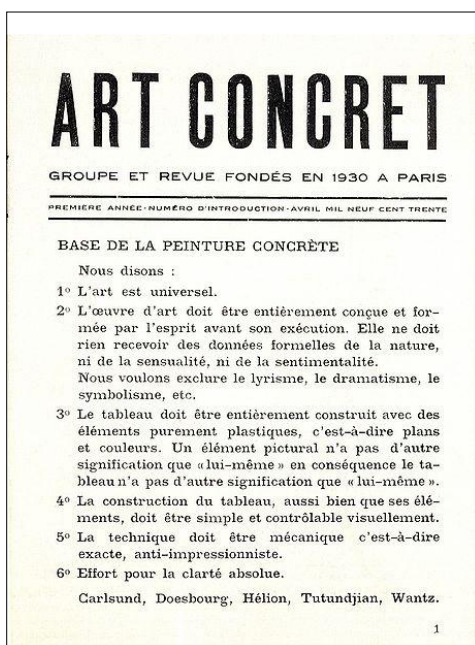 ART CONCRET
GROUPE ET REVUE FONDÉS EN 1930 A PARIS
PREMIÈRE ANNÉE-NUMÉRO D'INTRODUCTION-AVRIL MIL NEUF CENT TRENTE
BASE DE LA PEINTURE CONCRÈTE
Nous disons :
1º L'art est universel.
2º L'œuvre d'art doit être entièrement conçue et for-
mée par l'esprit avant son exécution. Elle ne doit
rien recevoir des données formelles de la nature,
ni de la sensualité, ni de la sentimentalité.
Nous voulons exclure le lyrisme, le dramatisme, le
symbolisme, etc.
3º Le tableau doit être entièrement construit avec des
éléments purement plastiques, c'est-à-dire plans
et couleurs. Un élément pictural n'a pas d'autre
signification que «lui-même» en conséquence le ta-
bleau n'a pas d'autre signification que «lui-même».
4º La construction du tableau, aussi bien que ses élé-
ments, doit être simple et contrôlable visuellement.
5º La technique doit être mécanique c'est-à-dire
exacte, anti-impressionniste.
6º Effort pour la clarté absolue.
Carlsund, Doesbourg, Hélion, Tutundjian, Wantz.
1